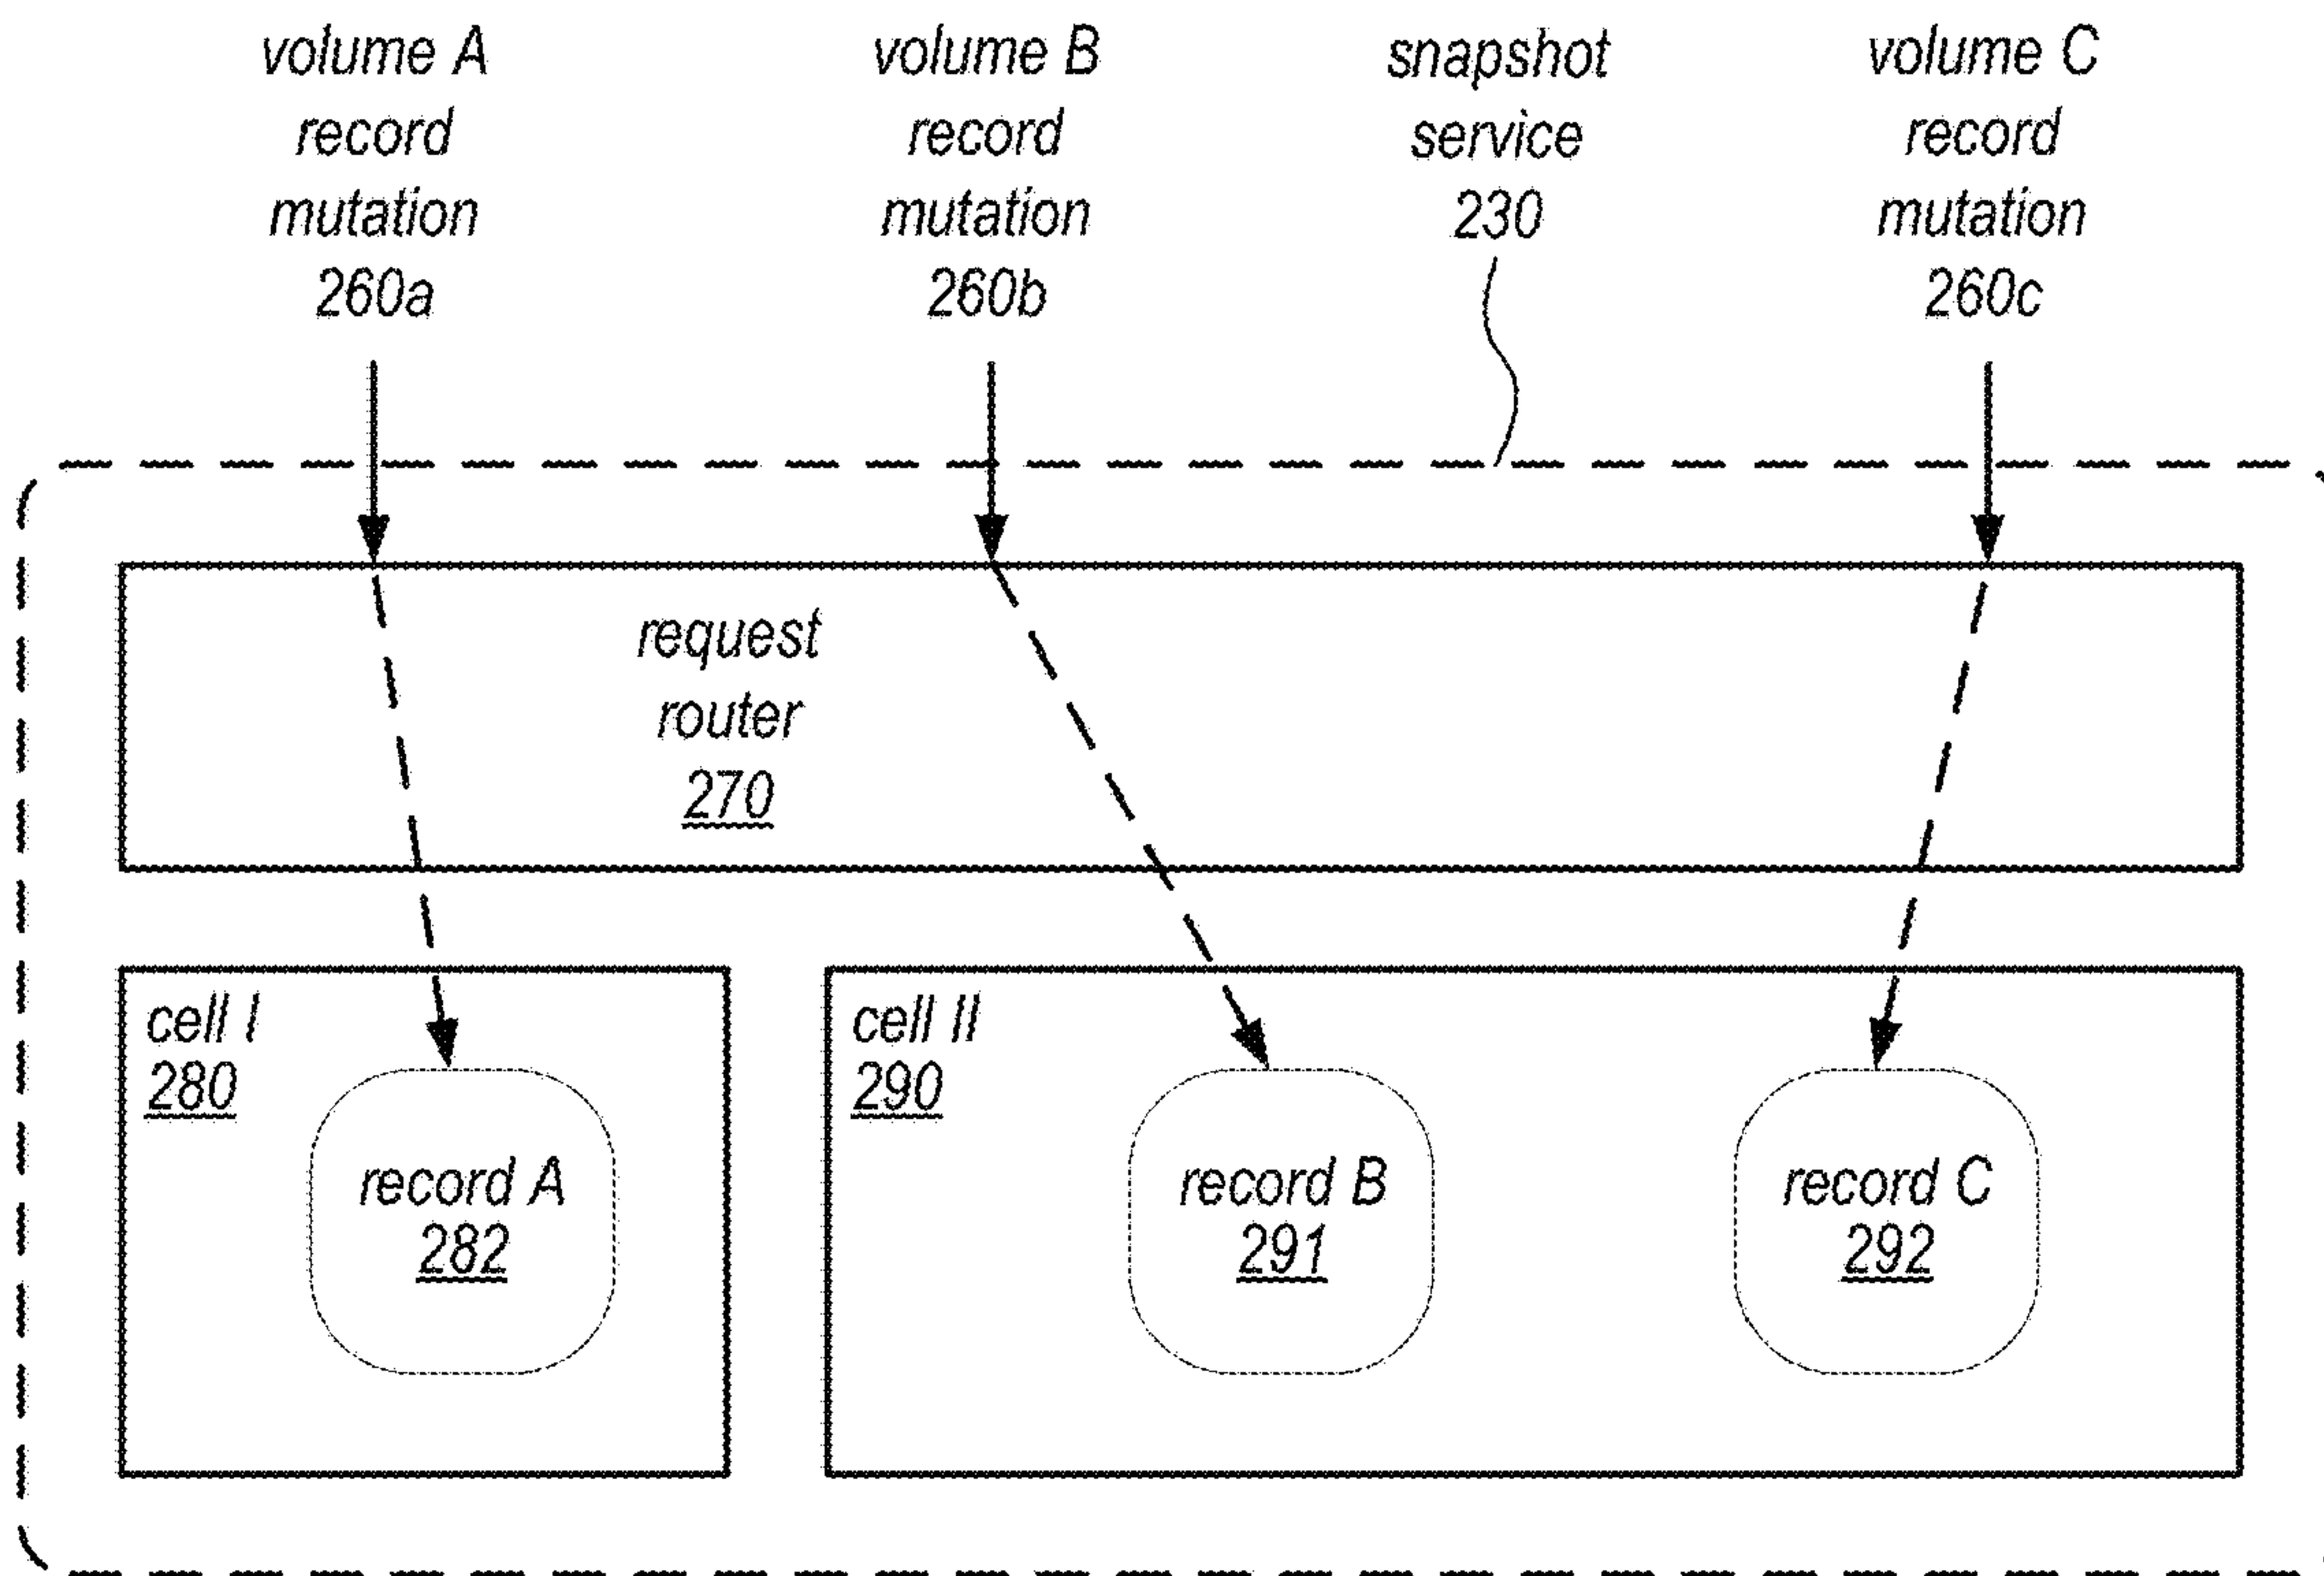 volume A
record
mutation
260a
volume B
record
mutation
260b
snapshot
service
230
volume C
record
mutation
260c
request
router
270
cell I
280
record A
282
cell II
290
record B
291
record C
292